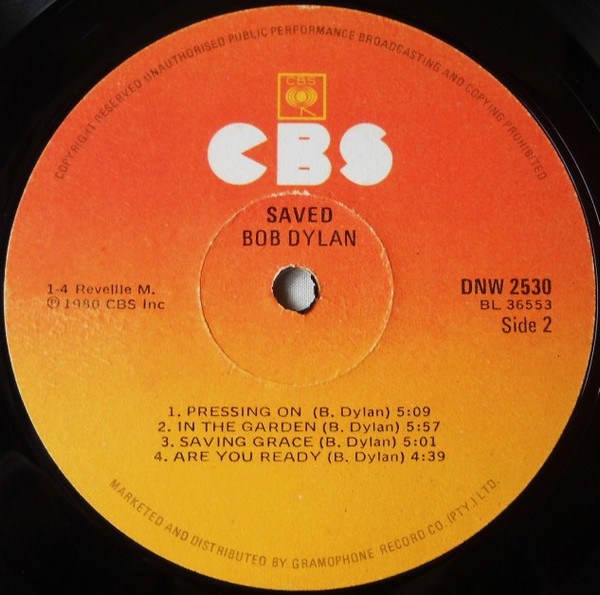 COPYRIGHT RESERVED UNAUTHORISED PUBLIC PERFORMANCE BROADCASTING AND COPYING PROHIBITED
CBS
CBS
SAVED
BOB DYLAN
1-4 Reveille M.
℗ 1980 CBS Inc
DNW 2530
BL 36553
Side 2
1. PRESSING ON (B. Dylan) 5:09
2. IN THE GARDEN (B. Dylan) 5:57
3. SAVING GRACE (B. Dylan) 5:01
4. ARE YOU READY (B. Dylan) 4:39
MARKETED AND DISTRIBUTED BY GRAMOPHONE RECORD CO. (PTY.) LTD.